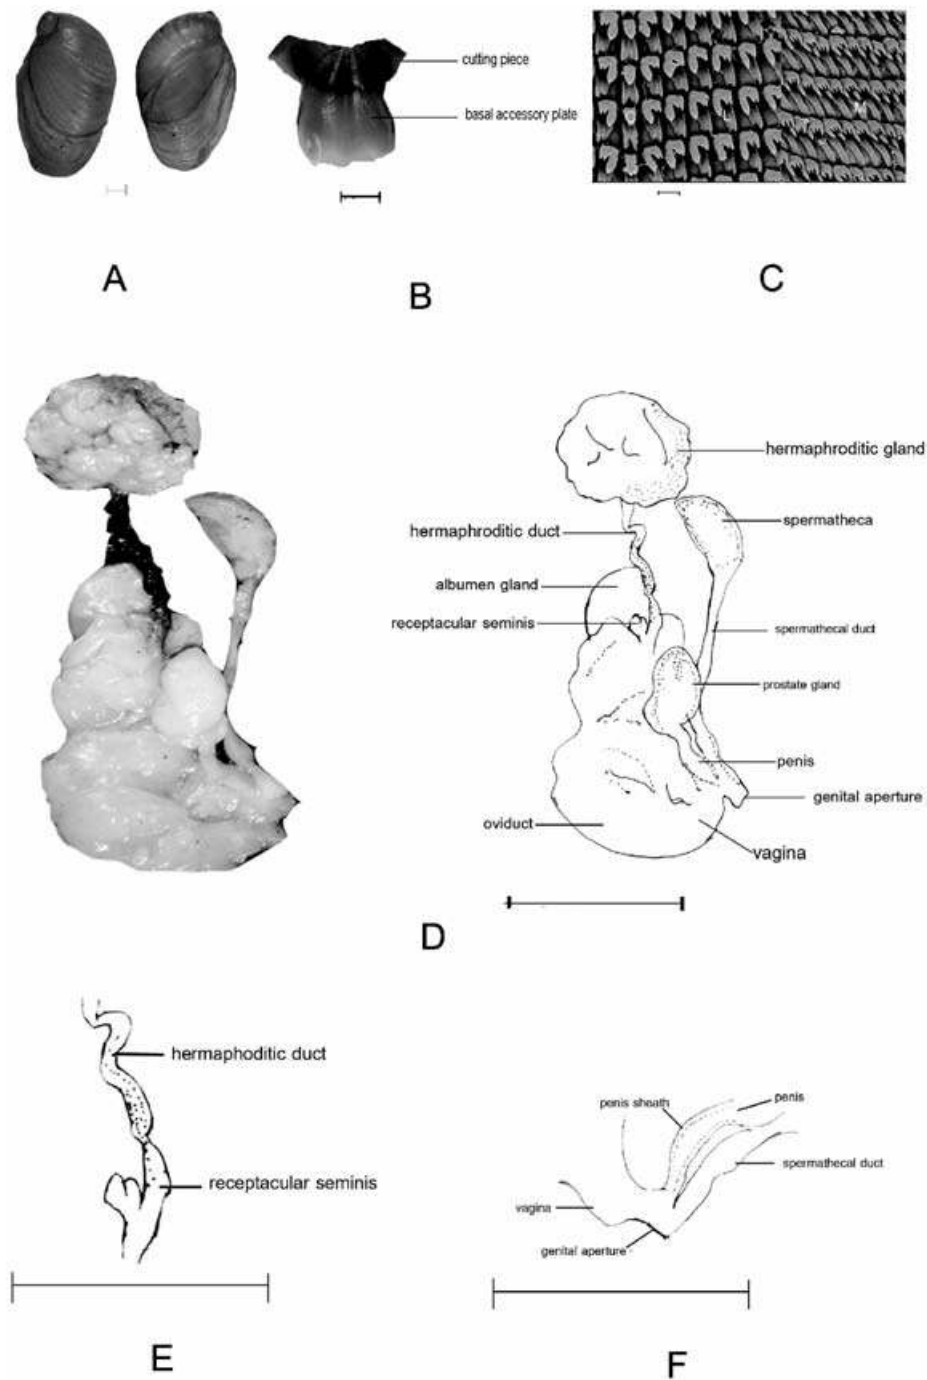 cutting piece
basal accessory plate
C
L
T
M
A
B
C
hermaphroditic gland
spermatheca
hermaphroditic duct
albumen gland
receptacular seminis
spermathecal duct
prostate gland
penis
genital aperture
oviduct
vagina
D
hermaphoditic duct
receptacular seminis
penis sheath
penis
spermathecal duct
vagina
genital aperture
E
F